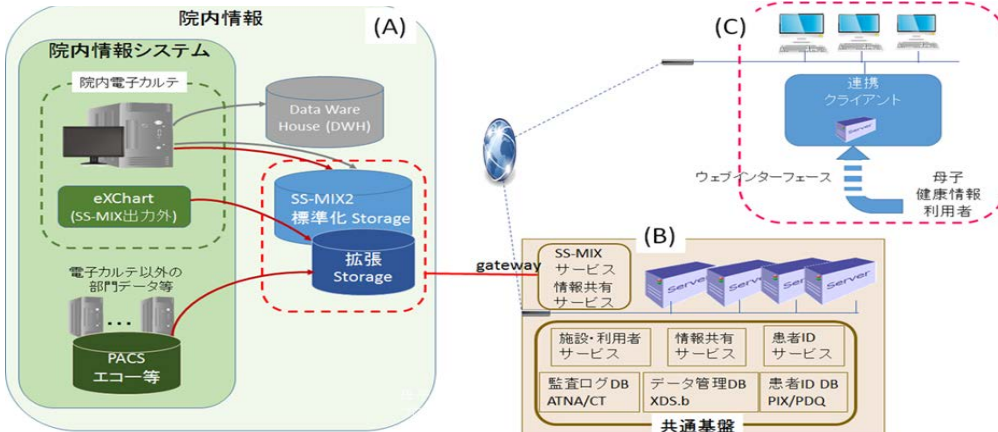 院内情報
(A)
院内情報システム
院内電子カルテ
Data Ware
House (DWH)
eXChart
(SS-MIX出力外)
SS-MIX2
標準化 Storage
拡張
Storage
電子カルテ以外の
部門データ等
...
PACS
エコー等
(C)
連携
クライアント
Server
ウェブインターフェース
母子
健康情報
利用者
(B)
gateway
SS-MIX
サービス
情報共有
サービス
Server
Server
Server
Server
施設・利用者
サービス
情報共有
サービス
患者ID
サービス
監査ログDB
ATNA/CT
データ管理DB
XDS.b
患者ID DB
PIX/PDQ
共通基盤